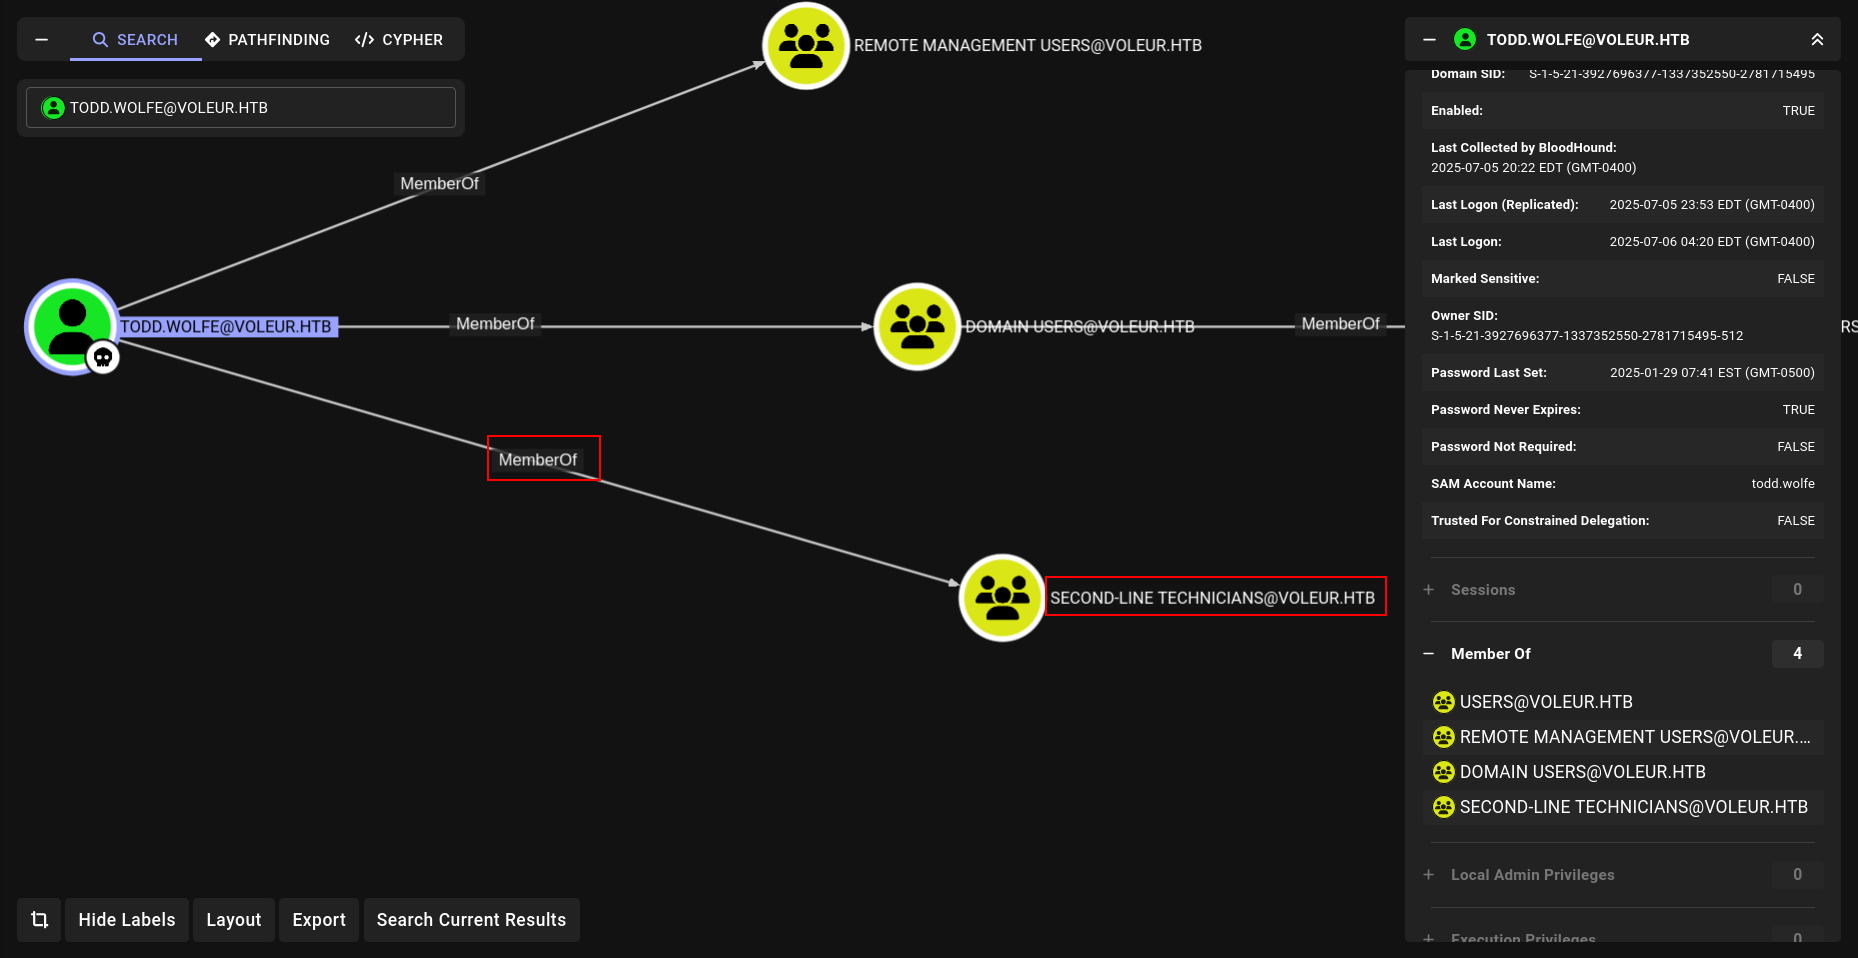 SEARCH
PATHFINDING
CYPHER
TODD.WOLFE@VOLEUR.HTB
REMOTE MANAGEMENT USERS@VOLEUR.HTB
MemberOf
TODD.WOLFE@VOLEUR.HTB
MemberOf
DOMAIN USERS@VOLEUR.HTB
MemberOf
RS
MemberOf
SECOND-LINE TECHNICIANS@VOLEUR.HTB
Hide Labels
Layout
Export
Search Current Results
TODD.WOLFE@VOLEUR.HTB
Domain SID: S-1-5-21-3927696377-1337352550-2781715495
Enabled: TRUE
Last Collected by BloodHound:
2025-07-05 20:22 EDT (GMT-0400)
Last Logon (Replicated): 2025-07-05 23:53 EDT (GMT-0400)
Last Logon: 2025-07-06 04:20 EDT (GMT-0400)
Marked Sensitive: FALSE
Owner SID:
S-1-5-21-3927696377-1337352550-2781715495-512
Password Last Set: 2025-01-29 07:41 EST (GMT-0500)
Password Never Expires: TRUE
Password Not Required: FALSE
SAM Account Name: todd.wolfe
Trusted For Constrained Delegation: FALSE
Sessions 0
Member Of 4
USERS@VOLEUR.HTB
REMOTE MANAGEMENT USERS@VOLEUR....
DOMAIN USERS@VOLEUR.HTB
SECOND-LINE TECHNICIANS@VOLEUR.HTB
Local Admin Privileges 0
Execution Privileges 0